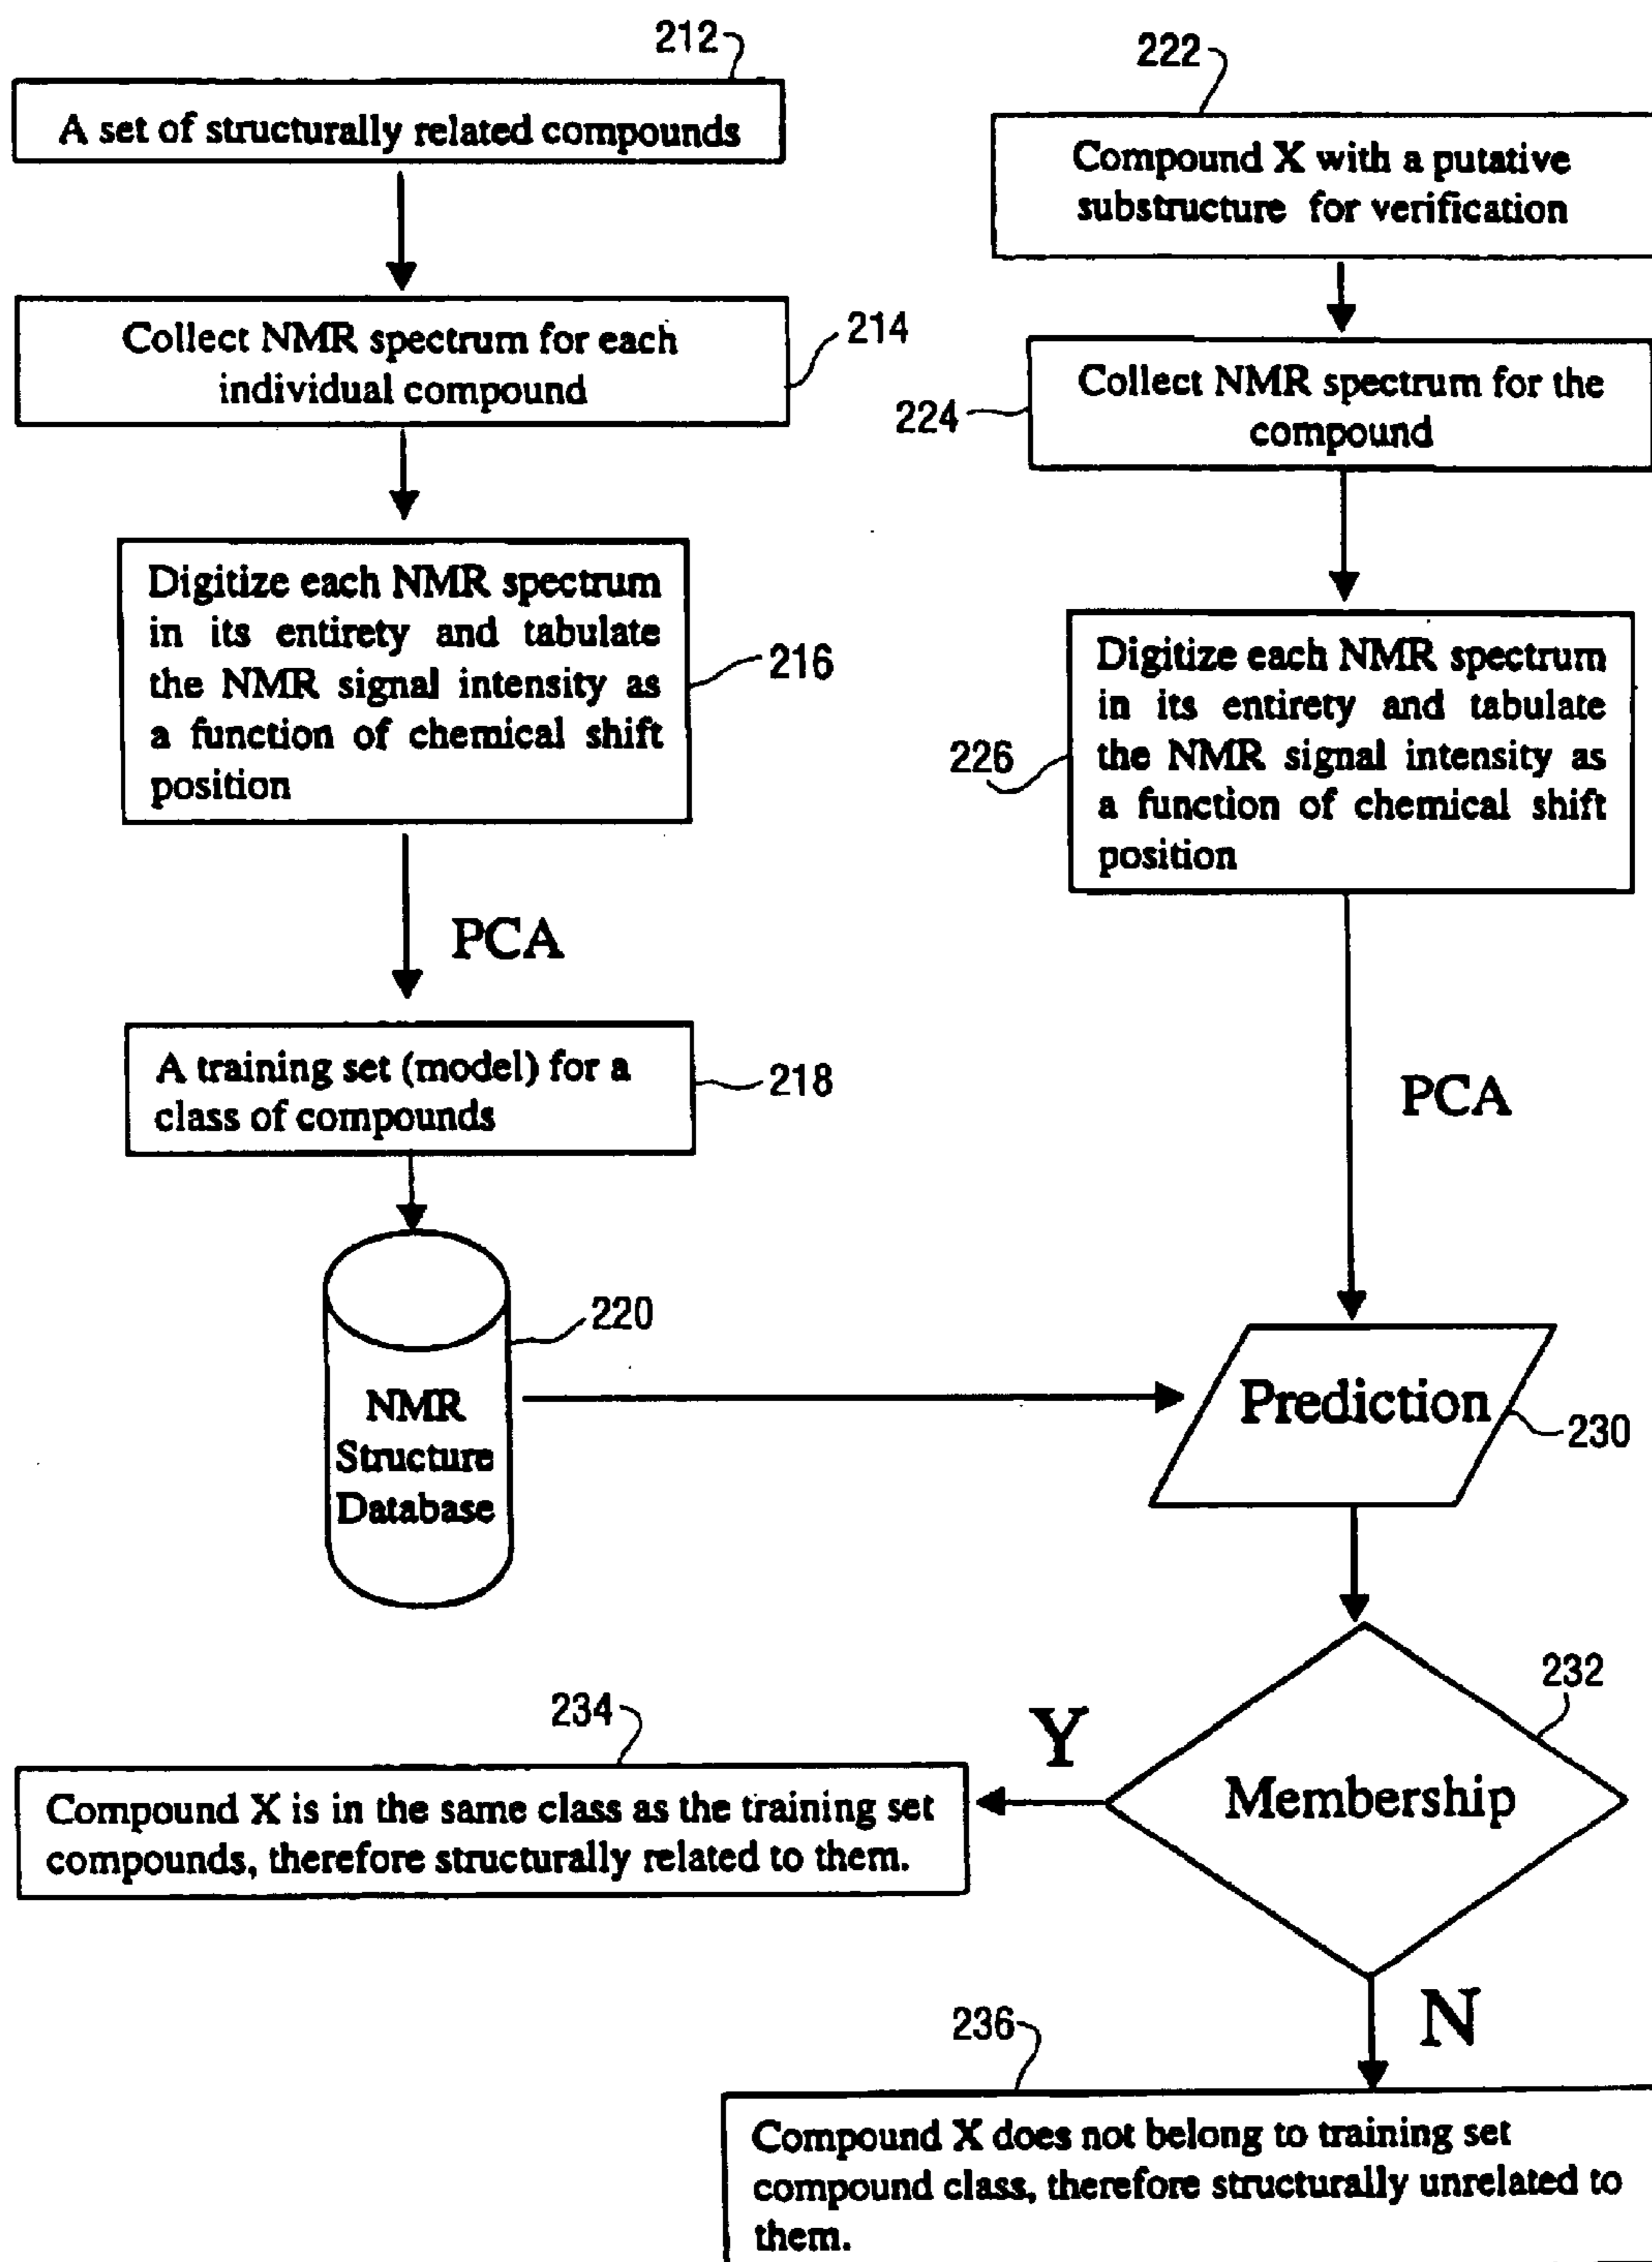 212
A set of structurally related compounds
Collect NMR spectrum for each
individual compound
214
Digitize each NMR spectrum
in its entirety and tabulate
the NMR signal intensity as
a function of chemical shift
position
216
PCA
A training set (model) for a
class of compounds
218
220
NMR
Structure
Database
222
Compound X with a putative
substructure for verification
224
Collect NMR spectrum for the
compound
226
Digitize each NMR spectrum
in its entirety and tabulate
the NMR signal intensity as
a function of chemical shift
position
PCA
Prediction
230
232
Membership
Y
234
Compound X is in the same class as the training set
compounds, therefore structurally related to them.
N
236
Compound X does not belong to training set
compound class, therefore structurally unrelated to
them.